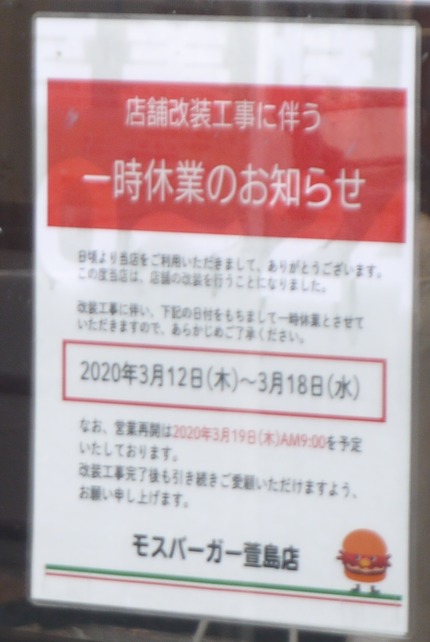 店舗改装工事に伴う
一時休業のお知らせ
日頃より当店をご利用いただきまして、ありがとうございます。
この度当店は、店舗の改装を行うことになりました。
改装工事に伴い、下記の日付をもちまして一時休業とさせて
いただきますので、あらかじめご了承ください。
2020年3月12日(木)～3月18日(水)
なお、営業再開は2020年3月19日(木)AM9:00を予定
いたしております。
改装工事完了後も引き続きご愛顧いただけますよう、
お願い申し上げます。
モスバーガー萱島店